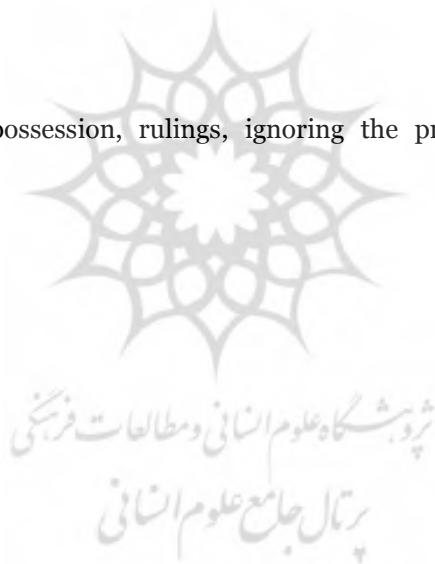 possession, rulings, ignoring the pr
پژوهشگاه علوم انسانی و مطالعات فرهنگی
پرتال جامع علوم انسانی